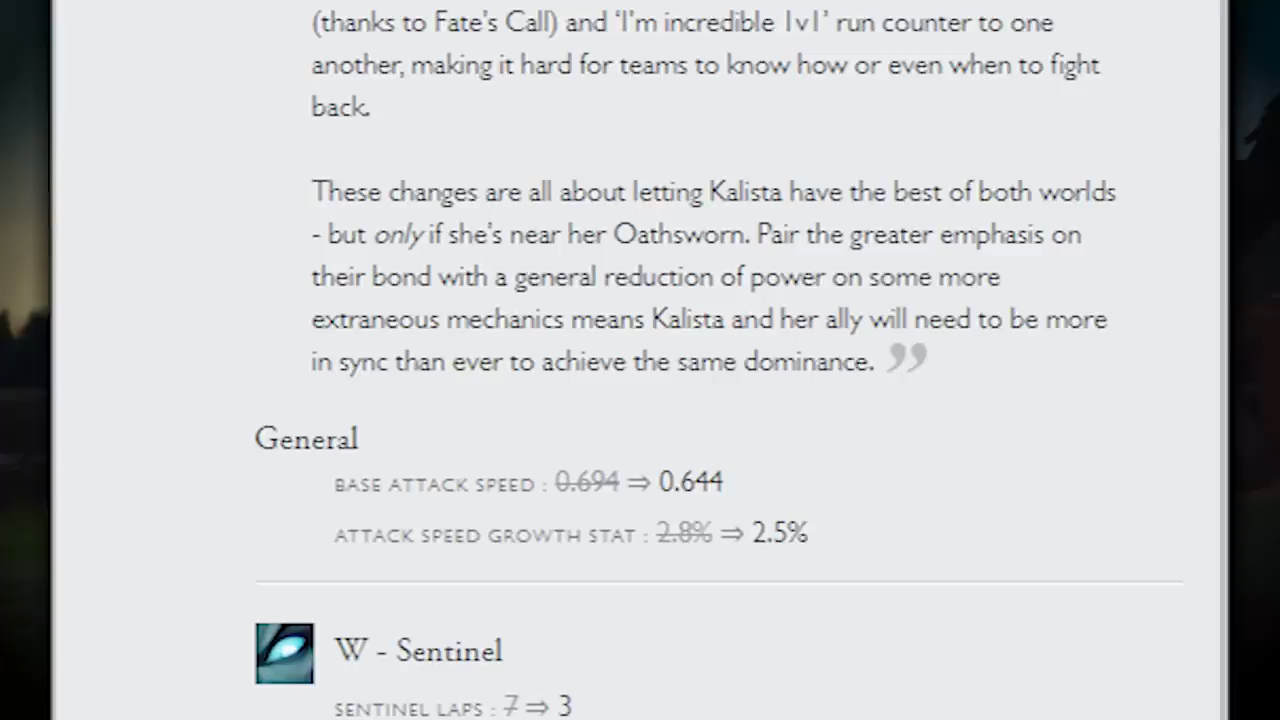 (thanks to Fate's Call) and 'I'm incredible 1v1' run counter to one
another, making it hard for teams to know how or even when to fight
back.
These changes are all about letting Kalista have the best of both worlds
- but only if she's near her Oathsworn. Pair the greater emphasis on
their bond with a general reduction of power on some more
extraneous mechanics means Kalista and her ally will need to be more
in sync than ever to achieve the same dominance. ”
General
BASE ATTACK SPEED : 0.694 ⇒ 0.644
ATTACK SPEED GROWTH STAT : 2.8% ⇒ 2.5%
W - Sentinel
SENTINEL LAPS : 7 ⇒ 3